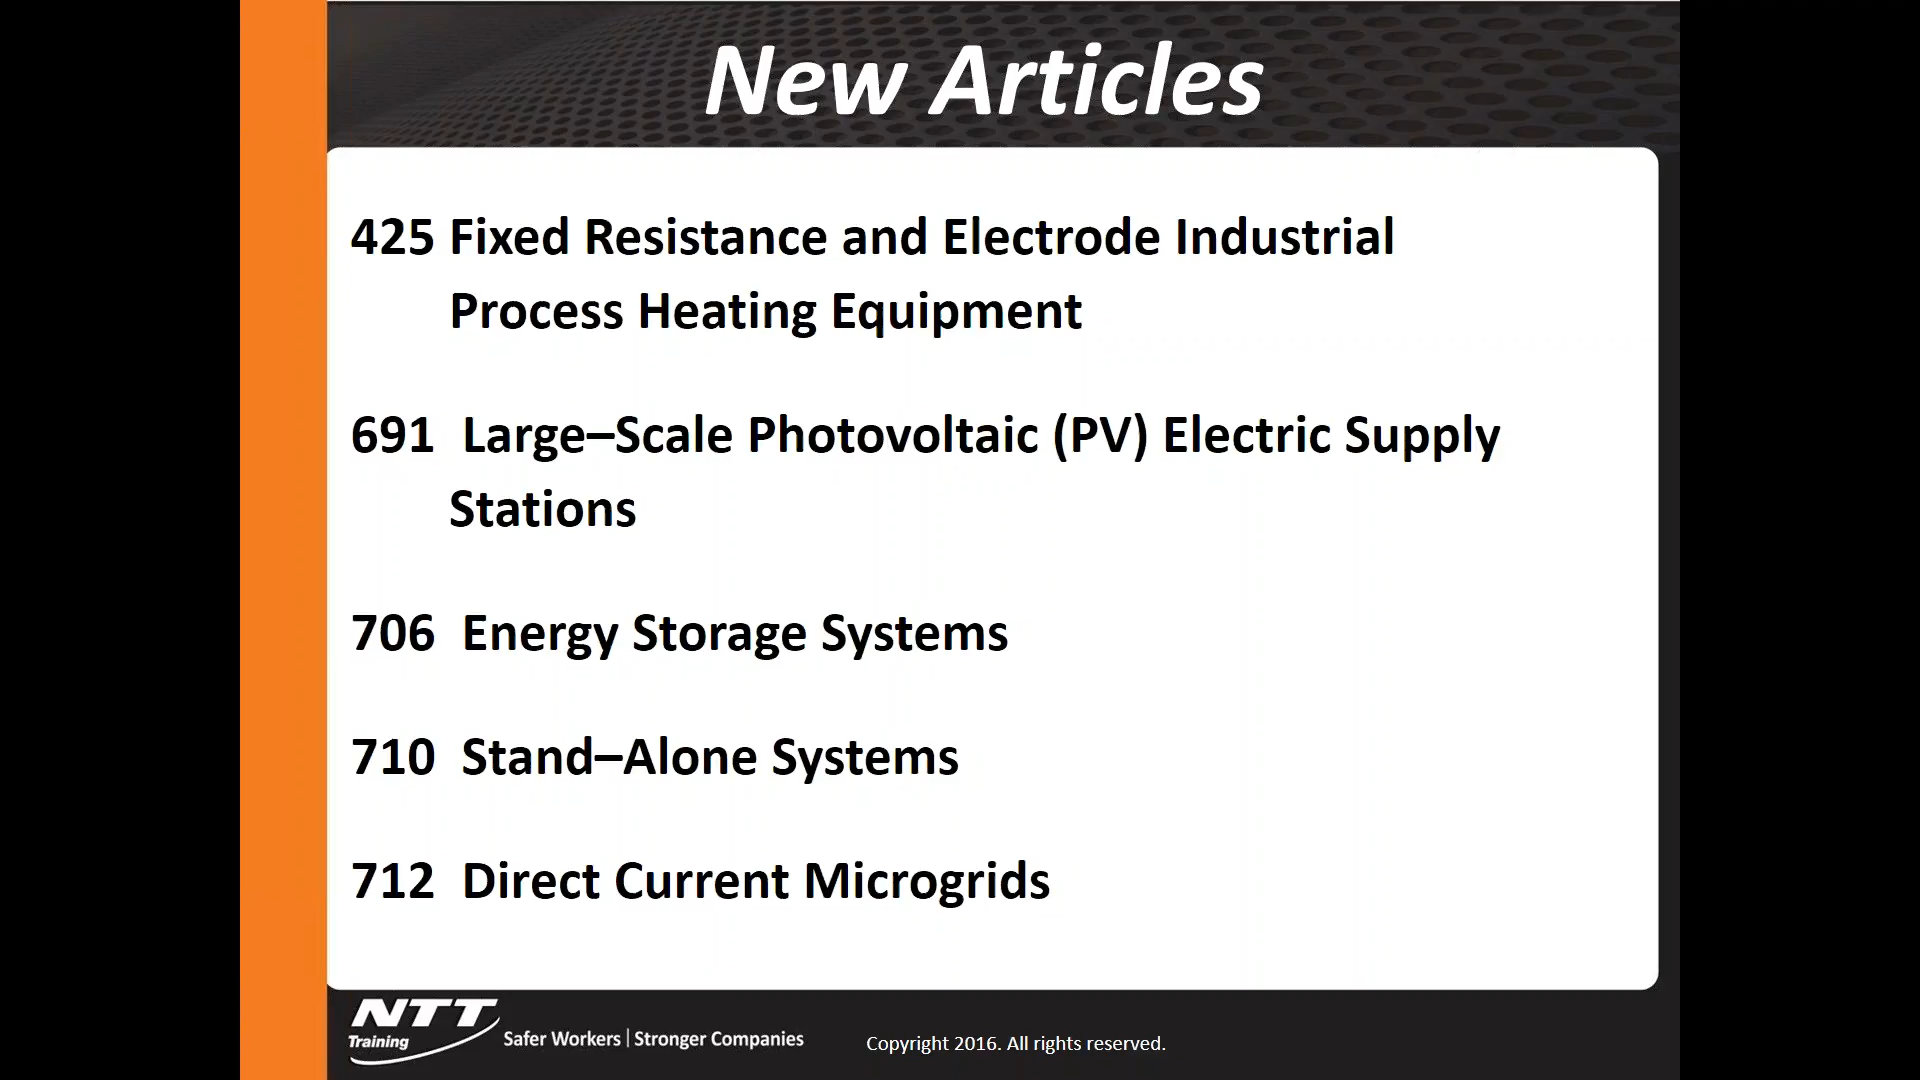 New Articles
425 Fixed Resistance and Electrode Industrial
Process Heating Equipment
691 Large–Scale Photovoltaic (PV) Electric Supply
Stations
706 Energy Storage Systems
710 Stand–Alone Systems
712 Direct Current Microgrids
NTT
Training
Safer Workers | Stronger Companies
Copyright 2016. All rights reserved.